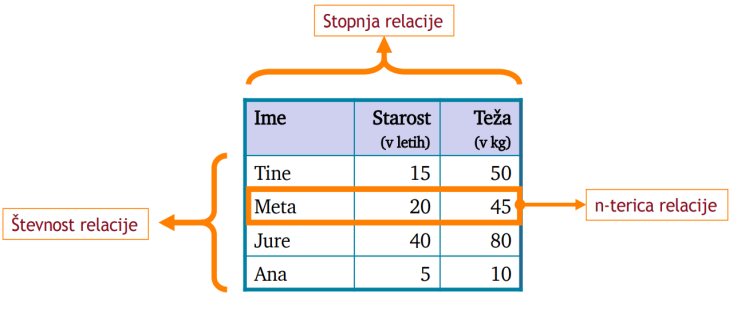 Stopnja relacije
Ime Starost Teža
(v letih) (v kg)
Tine 15 50
Meta 20 45
Jure 40 80
Ana 5 10
Števnost relacije
n-terica relacije